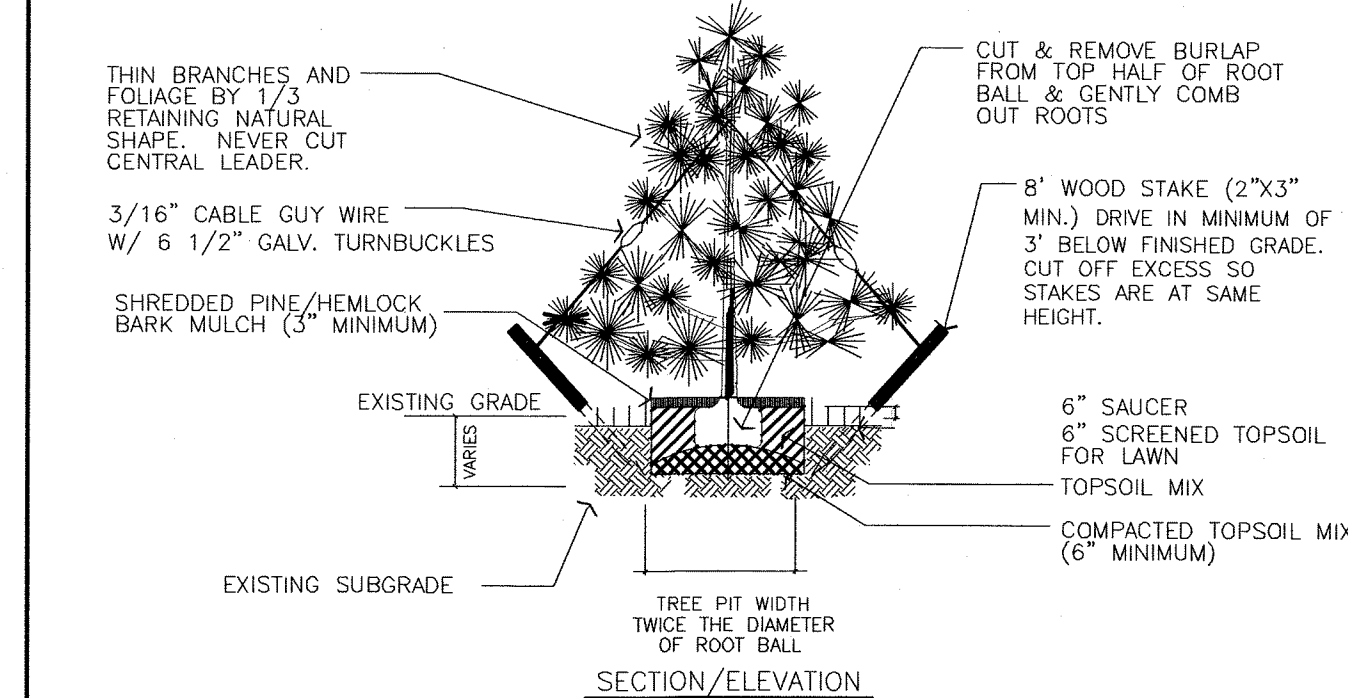 THIN BRANCHES AND
FOLIAGE BY 1/3
RETAINING NATURAL
SHAPE. NEVER CUT
CENTRAL LEADER.
3/16" CABLE GUY WIRE
W/ 6 1/2" GALV. TURNBUCKLES
SHREDDED PINE/HEMLOCK
BARK MULCH (3" MINIMUM)
EXISTING GRADE
VARIES
EXISTING SUBGRADE
CUT & REMOVE BURLAP
FROM TOP HALF OF ROOT
BALL & GENTLY COMB
OUT ROOTS
8' WOOD STAKE (2"X3"
MIN.) DRIVE IN MINIMUM OF
3' BELOW FINISHED GRADE.
CUT OFF EXCESS SO
STAKES ARE AT SAME
HEIGHT.
6" SAUCER
6" SCREENED TOPSOIL
FOR LAWN
TOPSOIL MIX
COMPACTED TOPSOIL MIX
(6" MINIMUM)
TREE PIT WIDTH
TWICE THE DIAMETER
OF ROOT BALL
SECTION/ELEVATION